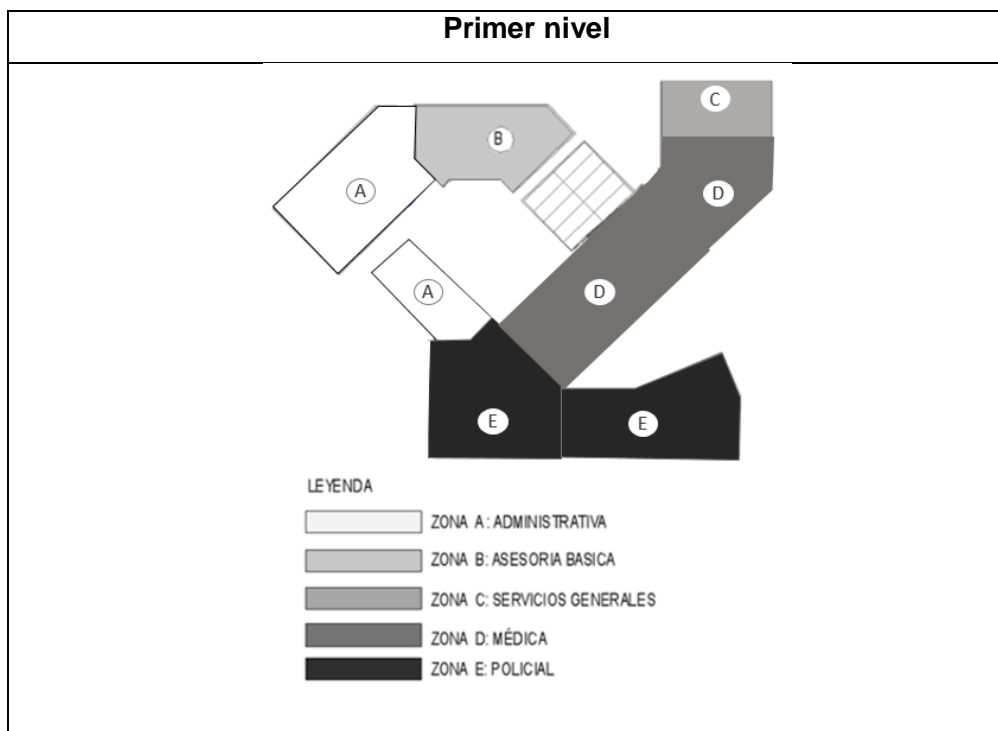 Primer nivel
C
B
A
D
A
D
E
E
LEYENDA
ZONA A: ADMINISTRATIVA
ZONA B: ASESORIA BASICA
ZONA C: SERVICIOS GENERALES
ZONA D: MÉDICA
ZONA E: POLICIAL